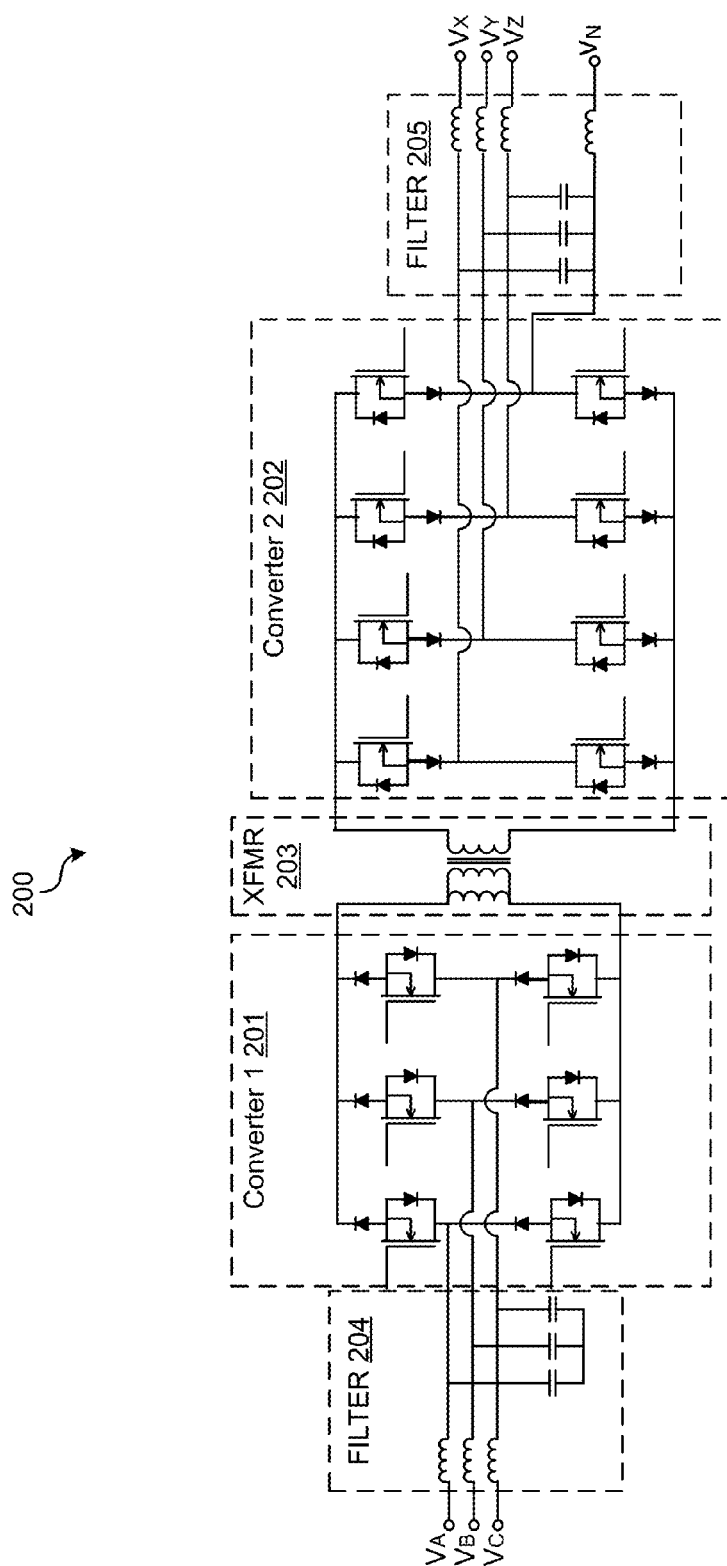 200
FILTER 204
Converter 1 201
XFMR
203
Converter 2 202
FILTER 205
VA
VB
VC
VX
VY
VZ
VN